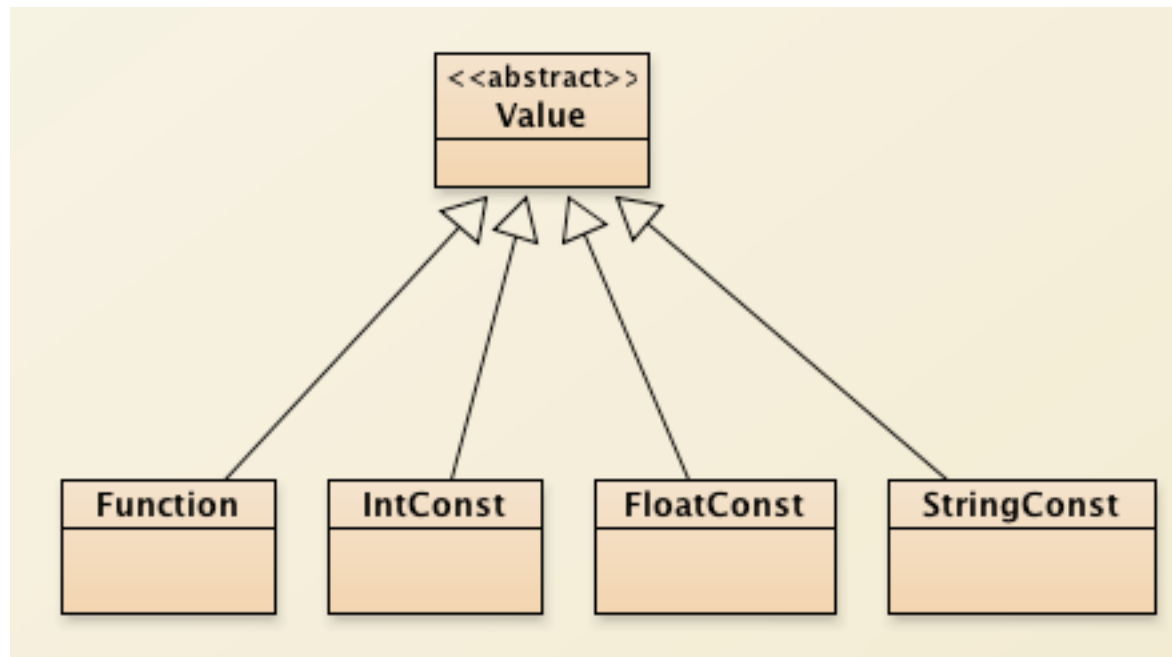 <<abstract>>
Value
Function
IntConst
FloatConst
StringConst